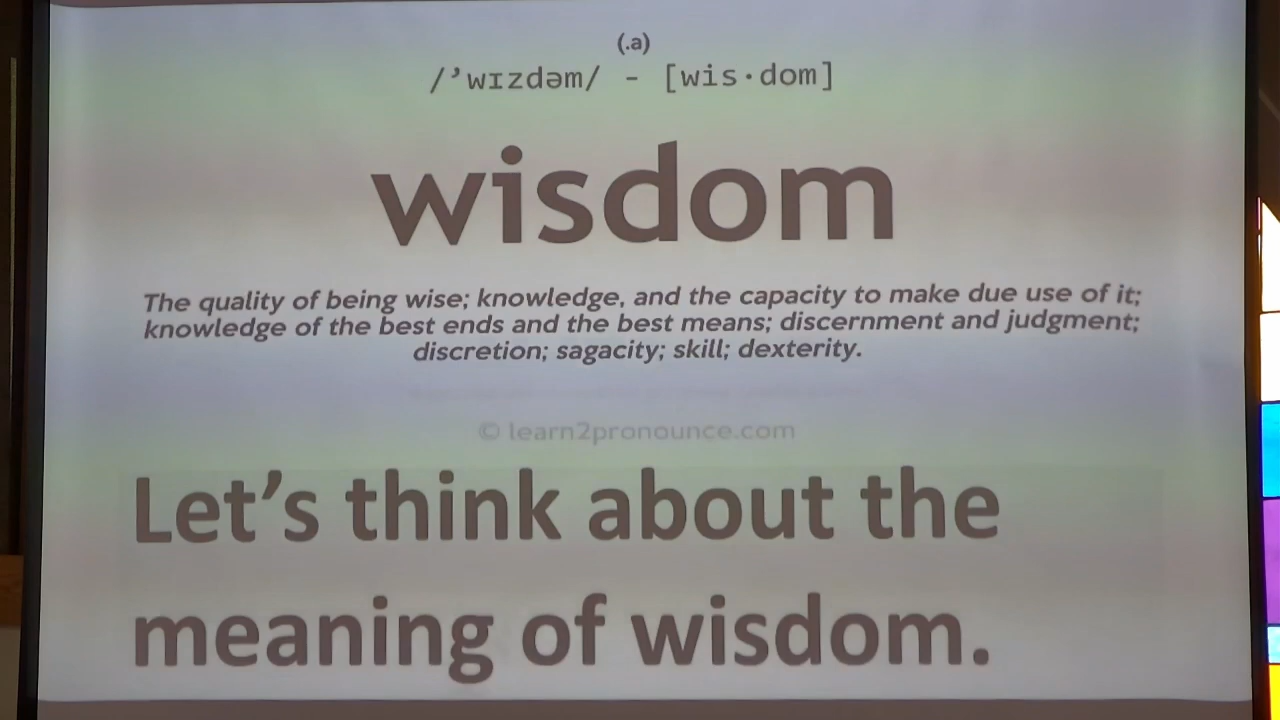 (.a)
/’wɪzdəm/ - [wis·dom]
wisdom
The quality of being wise; knowledge, and the capacity to make due use of it;
knowledge of the best ends and the best means; discernment and judgment;
discretion; sagacity; skill; dexterity.
© learn2pronounce.com
Let’s think about the
meaning of wisdom.